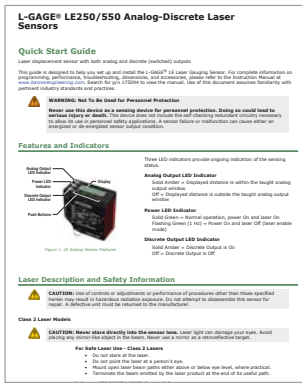 L-GAGE® LE250/550 Analog-Discrete Laser
Sensors
Quick Start Guide
Laser displacement sensor with both analog and discrete (switched) outputs
This guide is designed to help you set up and install the L-GAGE® LE Laser Gauging Sensor. For complete information on
programming, performance, troubleshooting, dimensions, and accessories, please refer to the Instruction Manual at
www.bannerengineering.com. Search for p/n 175094 to view the manual. Use of this document assumes familiarity with
pertinent industry standards and practices.
WARNING: Not To Be Used for Personnel Protection
Never use this device as a sensing device for personnel protection. Doing so could lead to
serious injury or death. This device does not include the self-checking redundant circuitry necessary
to allow its use in personnel safety applications. A sensor failure or malfunction can cause either an
energized or de-energized sensor output condition.
Features and Indicators
Analog Output
LED Indicator
Power LED
Indicator
Discrete Output
LED Indicator
Push Buttons
Display
Figure 1. LE Analog Sensor Features
Three LED indicators provide ongoing indication of the sensing
status.
Analog Output LED Indicator
Solid Amber = Displayed distance is within the taught analog
output window
Off = Displayed distance is outside the taught analog output
window
Power LED Indicator
Solid Green = Normal operation, power On and laser On
Flashing Green (1 Hz) = Power On and laser Off (laser enable
mode)
Discrete Output LED Indicator
Solid Amber = Discrete Output is On
Off = Discrete Output is Off
Laser Description and Safety Information
CAUTION: Use of controls or adjustments or performance of procedures other than those specified
herein may result in hazardous radiation exposure. Do not attempt to disassemble this sensor for
repair. A defective unit must be returned to the manufacturer.
Class 2 Laser Models
CAUTION: Never stare directly into the sensor lens. Laser light can damage your eyes. Avoid
placing any mirror-like object in the beam. Never use a mirror as a retroreflective target.
For Safe Laser Use - Class 2 Lasers
• Do not stare at the laser.
• Do not point the laser at a person's eye.
• Mount open laser beam paths either above or below eye level, where practical.
• Terminate the beam emitted by the laser product at the end of its useful path.